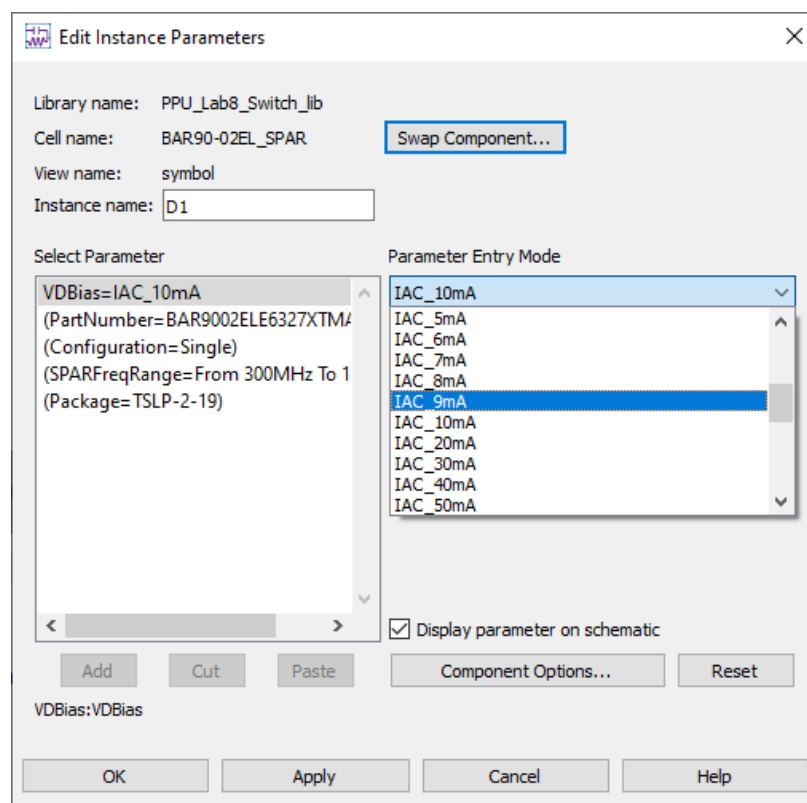 Edit Instance Parameters
Library name: PPU_Lab8_Switch_lib
Cell name: BAR90-02EL_SPAR Swap Component...
View name: symbol
Instance name: D1
Select Parameter Parameter Entry Mode
VDBias=IAC_10mA IAC_10mA
(PartNumber=BAR9002ELE6327XTMA IAC_5mA
IAC_6mA
(Configuration=Single) IAC_7mA
(SPARFreqRange=From 300MHz To 1 IAC_8mA
(Package=TSLP-2-19) IAC_9mA
IAC_10mA
IAC_20mA
IAC_30mA
IAC_40mA
IAC_50mA
Display parameter on schematic
Add Cut Paste Component Options... Reset
VDBias:VDBias
OK Apply Cancel Help